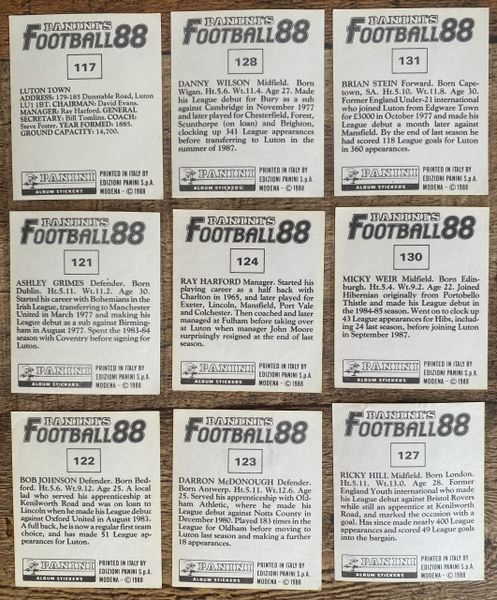 PANINI'S
FOOTBALL 88
117
LUTON TOWN
ADDRESS: 179-185 Dunstable Road, Luton
LU1 1BT. CHAIRMAN: David Evans.
MANAGER: Ray Harford. GENERAL
SECRETARY: Bill Tomlins. COACH:
Steve Foster. YEAR FORMED: 1885.
GROUND CAPACITY: 14,700.
PANINI
ALBUM STICKERS
PRINTED IN ITALY BY
EDIZIONI PANINI S.p.A.
MODENA - © 1988
PANINI'S
FOOTBALL 88
128
DANNY WILSON Midfield. Born
Wigan. Ht.5.6. Wt.11.4. Age 27. Made
his League debut for Bury as a sub
against Cambridge in November 1977
and later played for Chesterfield, Forest,
Scunthorpe (on loan) and Brighton,
clocking up 341 League appearances
before transferring to Luton in the
summer of 1987.
PANINI
ALBUM STICKERS
PRINTED IN ITALY BY
EDIZIONI PANINI S.p.A.
MODENA - © 1988
PANINI'S
FOOTBALL 88
131
BRIAN STEIN Forward. Born Cape-
town, SA. Ht.5.10. Wt.11.8. Age 30.
Former England Under-21 international
who joined Luton from Edgware Town
for £3000 in October 1977 and made his
League debut a month later against
Mansfield. By the end of last season he
had scored 118 League goals for Luton
in 360 appearances.
PANINI
ALBUM STICKERS
PRINTED IN ITALY BY
EDIZIONI PANINI S.p.A.
MODENA - © 1988
PANINI'S
FOOTBALL 88
121
ASHLEY GRIMES Defender. Born
Dublin. Ht.5.11. Wt.11.2. Age 30.
Started his career with Bohemians in the
Irish League, transferring to Manchester
United in March 1977 and making his
League debut as a sub against Birming-
ham in August 1977. Spent the 1983-84
season with Coventry before signing for
Luton.
PANINI
ALBUM STICKERS
PRINTED IN ITALY BY
EDIZIONI PANINI S.p.A.
MODENA - © 1988
PANINI'S
FOOTBALL 88
124
RAY HARFORD Manager. Started his
playing career as a half back with
Charlton in 1965, and later played for
Exeter, Lincoln, Mansfield, Port Vale
and Colchester. Then coached and later
managed at Fulham before taking over
at Luton when manager John Moore
surprisingly resigned at the end of last
season.
PANINI
ALBUM STICKERS
PRINTED IN ITALY BY
EDIZIONI PANINI S.p.A.
MODENA - © 1988
PANINI'S
FOOTBALL 88
130
MICKY WEIR Midfield. Born Edin-
burgh. Ht.5.4. Wt.9.2. Age 22. Joined
Hibernian originally from Portobello
Thistle and made his League debut in the
1984-85 season. Went on to clock up
43 League appearances for Hibs, includ-
ing 24 last season, before joining Luton
in September 1987.
PANINI
ALBUM STICKERS
PRINTED IN ITALY BY
EDIZIONI PANINI S.p.A.
MODENA - © 1988
PANINI'S
FOOTBALL 88
122
BOB JOHNSON Defender. Born Bed-
ford. Ht.5.6. Wt.9.12. Age 25. A local
lad who served his apprenticeship at
Kenilworth Road and was on loan to
Lincoln when he made his League debut
against Oxford United in August 1983.
A full back, he is now a regular first team
choice, and has made 51 League ap-
pearances for Luton.
PANINI
ALBUM STICKERS
PRINTED IN ITALY BY
EDIZIONI PANINI S.p.A.
MODENA - © 1988
PANINI'S
FOOTBALL 88
123
DARRON McDONOUGH Defender.
Born Antwerp. Ht.5.11. Wt.12.6. Age
25. Served his apprenticeship with Old-
ham Athletic, where he made his
League debut against Notts County in
December 1980. Played 183 times in the
League for Oldham before moving to
Luton last season and making a further
18 appearances.
PANINI
ALBUM STICKERS
PRINTED IN ITALY BY
EDIZIONI PANINI S.p.A.
MODENA - © 1988
PANINI'S
FOOTBALL 88
127
RICKY HILL Midfield. Born London.
Ht.5.11. Wt.13.0. Age 28. Former
England Youth international who made
his League debut against Bristol Rovers
while still an apprentice at Kenilworth
Road, and marked the occasion with a
goal. Has since made nearly 400 League
appearances and scored 49 League goals
into the bargain.
PANINI
ALBUM STICKERS
PRINTED IN ITALY BY
EDIZIONI PANINI S.p.A.
MODENA - © 1988